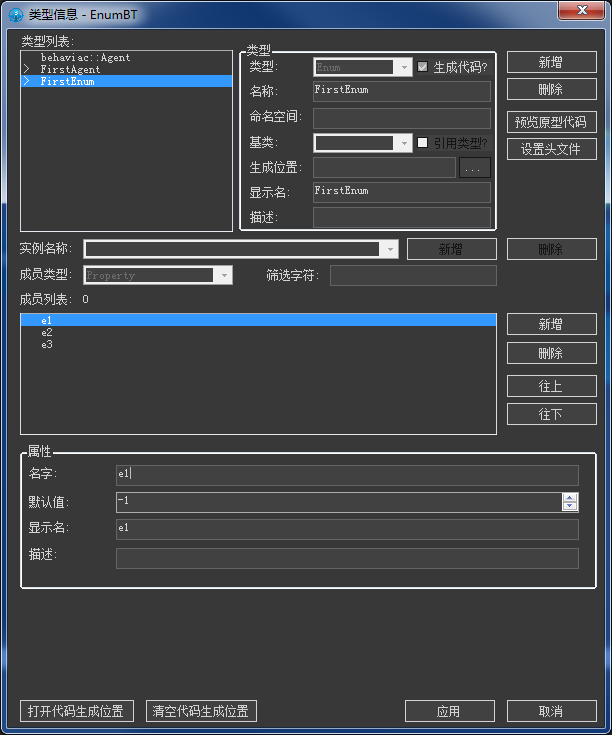 类型信息 - EnumBT
类型列表:
behaviac::Agent
FirstAgent
FirstEnum
类型
类型: Enum 生成代码?
名称: FirstEnum
命名空间:
基类: 引用类型?
生成位置: ...
显示名: FirstEnum
描述:
新增
删除
预览原型代码
设置头文件
实例名称: 新增 删除
成员类型: Property 筛选字符:
成员列表: 0
e1
e2
e3
新增
删除
往上
往下
属性
名字: e1
默认值: -1
显示名: e1
描述:
打开代码生成位置 清空代码生成位置 应用 取消